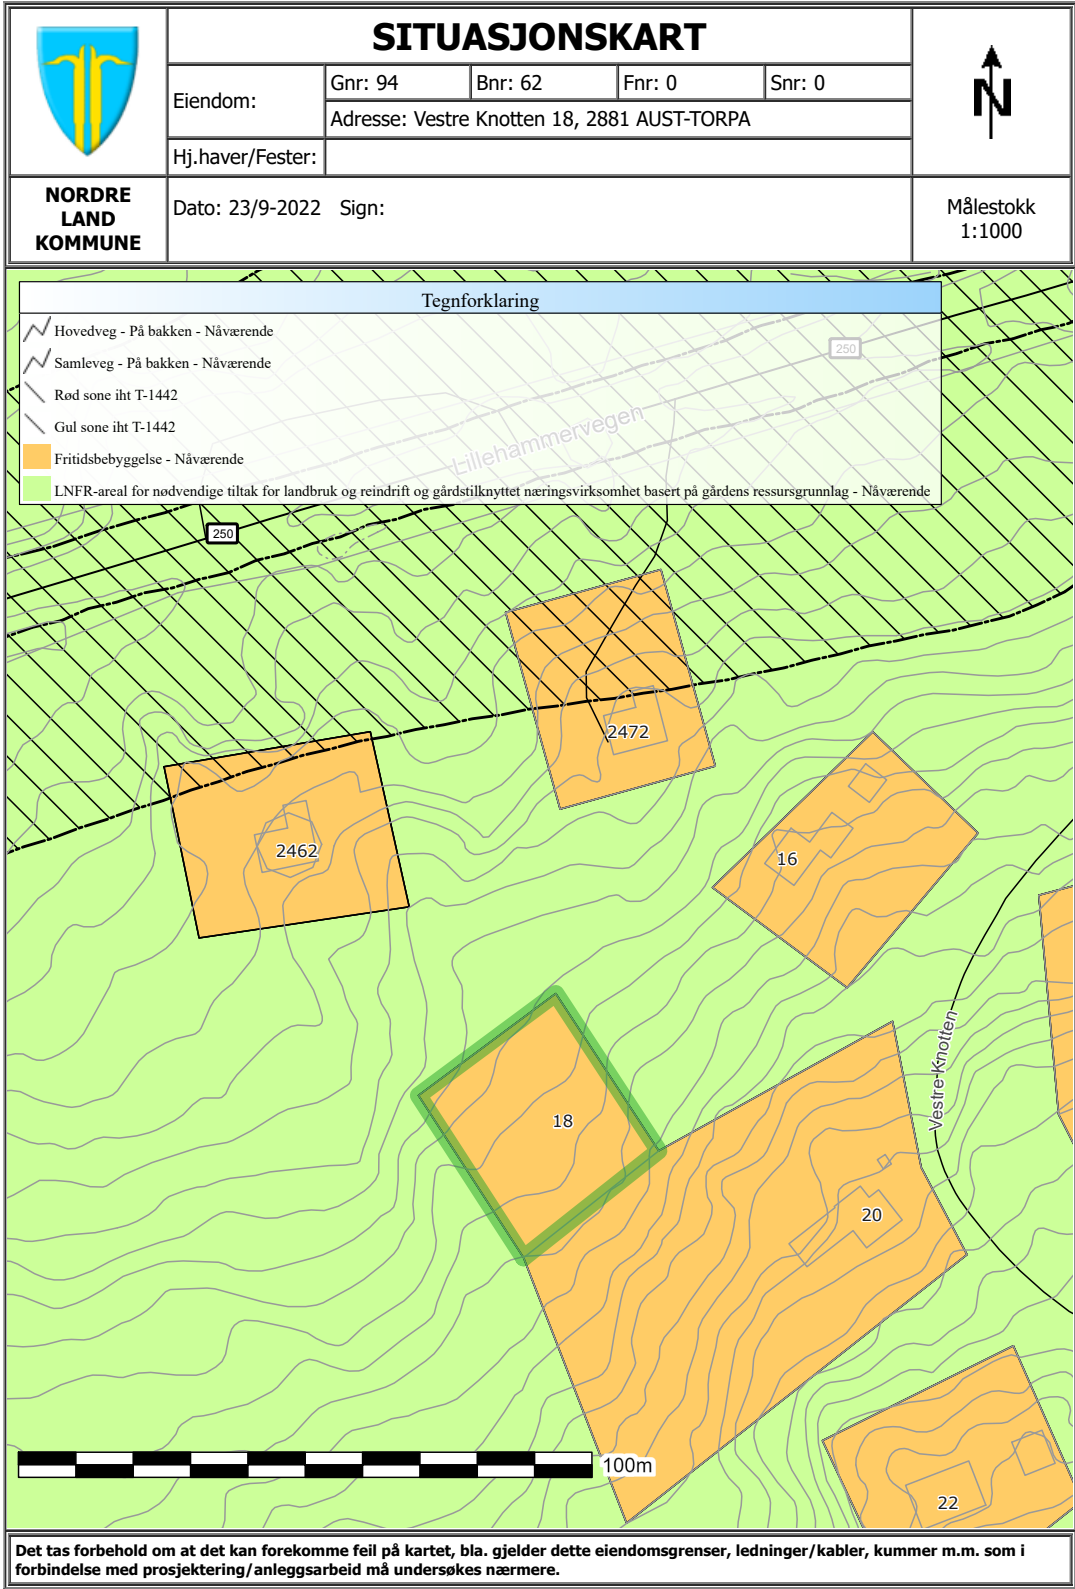 SITUASJONSKART
Eiendom:
Gnr: 94
Bnr: 62
Fnr: 0
Snr: 0
Adresse: Vestre Knotten 18, 2881 AUST-TORPA
Hj.haver/Fester:
N
NORDRE
LAND
KOMMUNE
Dato: 23/9-2022 Sign:
Målestokk
1:1000
Tegnforklaring
Hovedveg - På bakken - Nåværende
Samleveg - På bakken - Nåværende
Rød sone iht T-1442
Gul sone iht T-1442
Fritidsbebyggelse - Nåværende
LNFR-areal for nødvendige tiltak for landbruk og reindrift og gårdstilknyttet næringsvirksomhet basert på gårdens ressursgrunnlag - Nåværende
250
Lillehammervegen
250
2472
2462
16
Vestre Knotten
18
20
22
100m
Det tas forbehold om at det kan forekomme feil på kartet, bla. gjelder dette eiendomsgrenser, ledninger/kabler, kummer m.m. som i
forbindelse med prosjektering/anleggsarbeid må undersøkes nærmere.